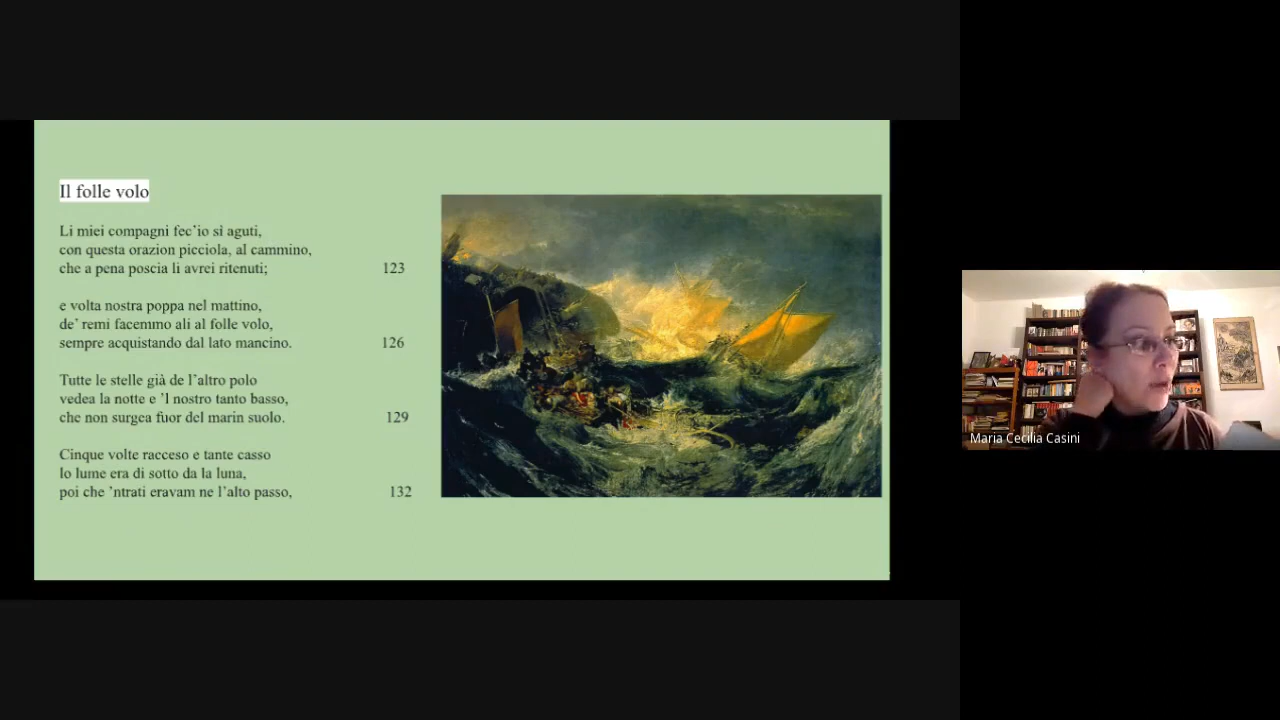 Il folle volo
Li miei compagni fec’io sì aguti,
con questa orazion picciola, al cammino,
che a pena poscia li avrei ritenuti; 123
e volta nostra poppa nel mattino,
de’ remi facemmo ali al folle volo,
sempre acquistando dal lato mancino. 126
Tutte le stelle già de l’altro polo
vedea la notte e ’l nostro tanto basso,
che non surgea fuor del marin suolo. 129
Cinque volte racceso e tante casso
lo lume era di sotto da la luna,
poi che ’ntrati eravam ne l’alto passo, 132
Maria Cecilia Casini